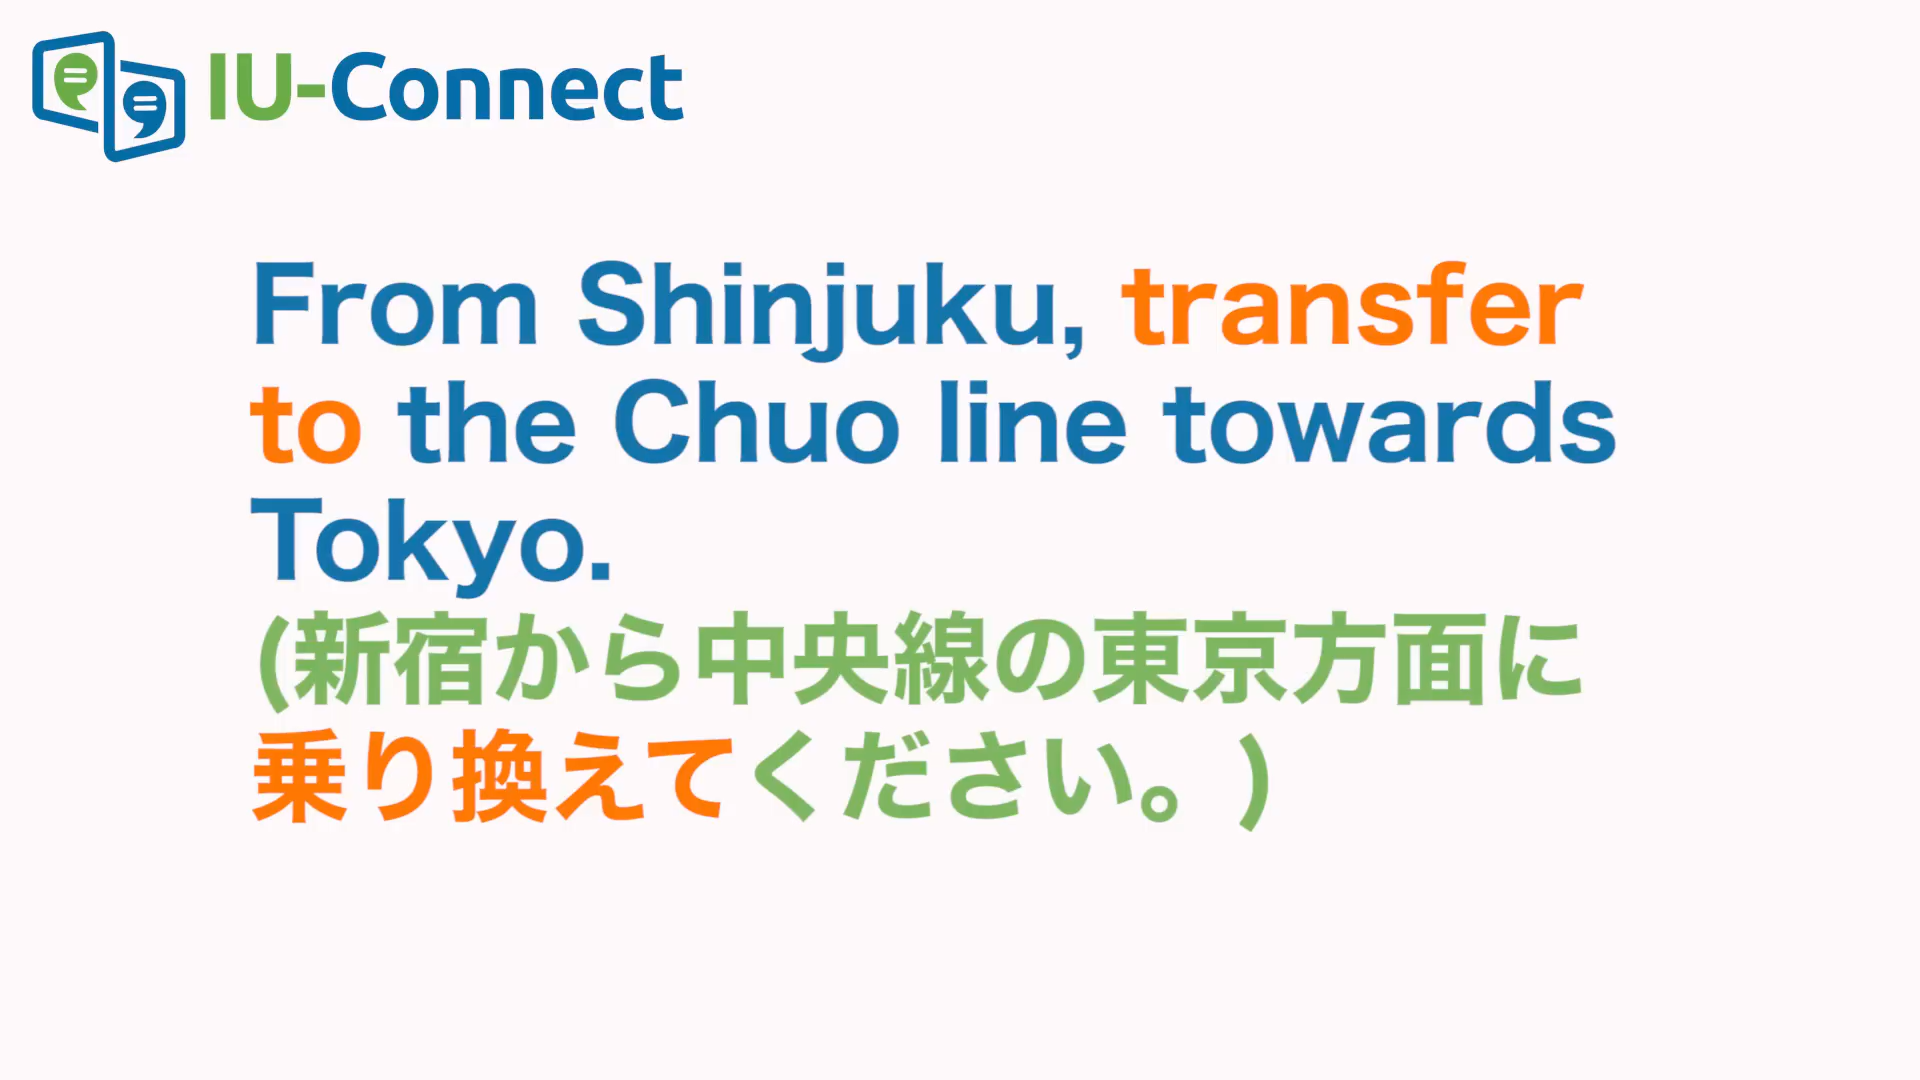 IU-Connect
From Shinjuku, transfer
to the Chuo line towards
Tokyo.
(新宿から中央線の東京方面に
乗り換えてください。)